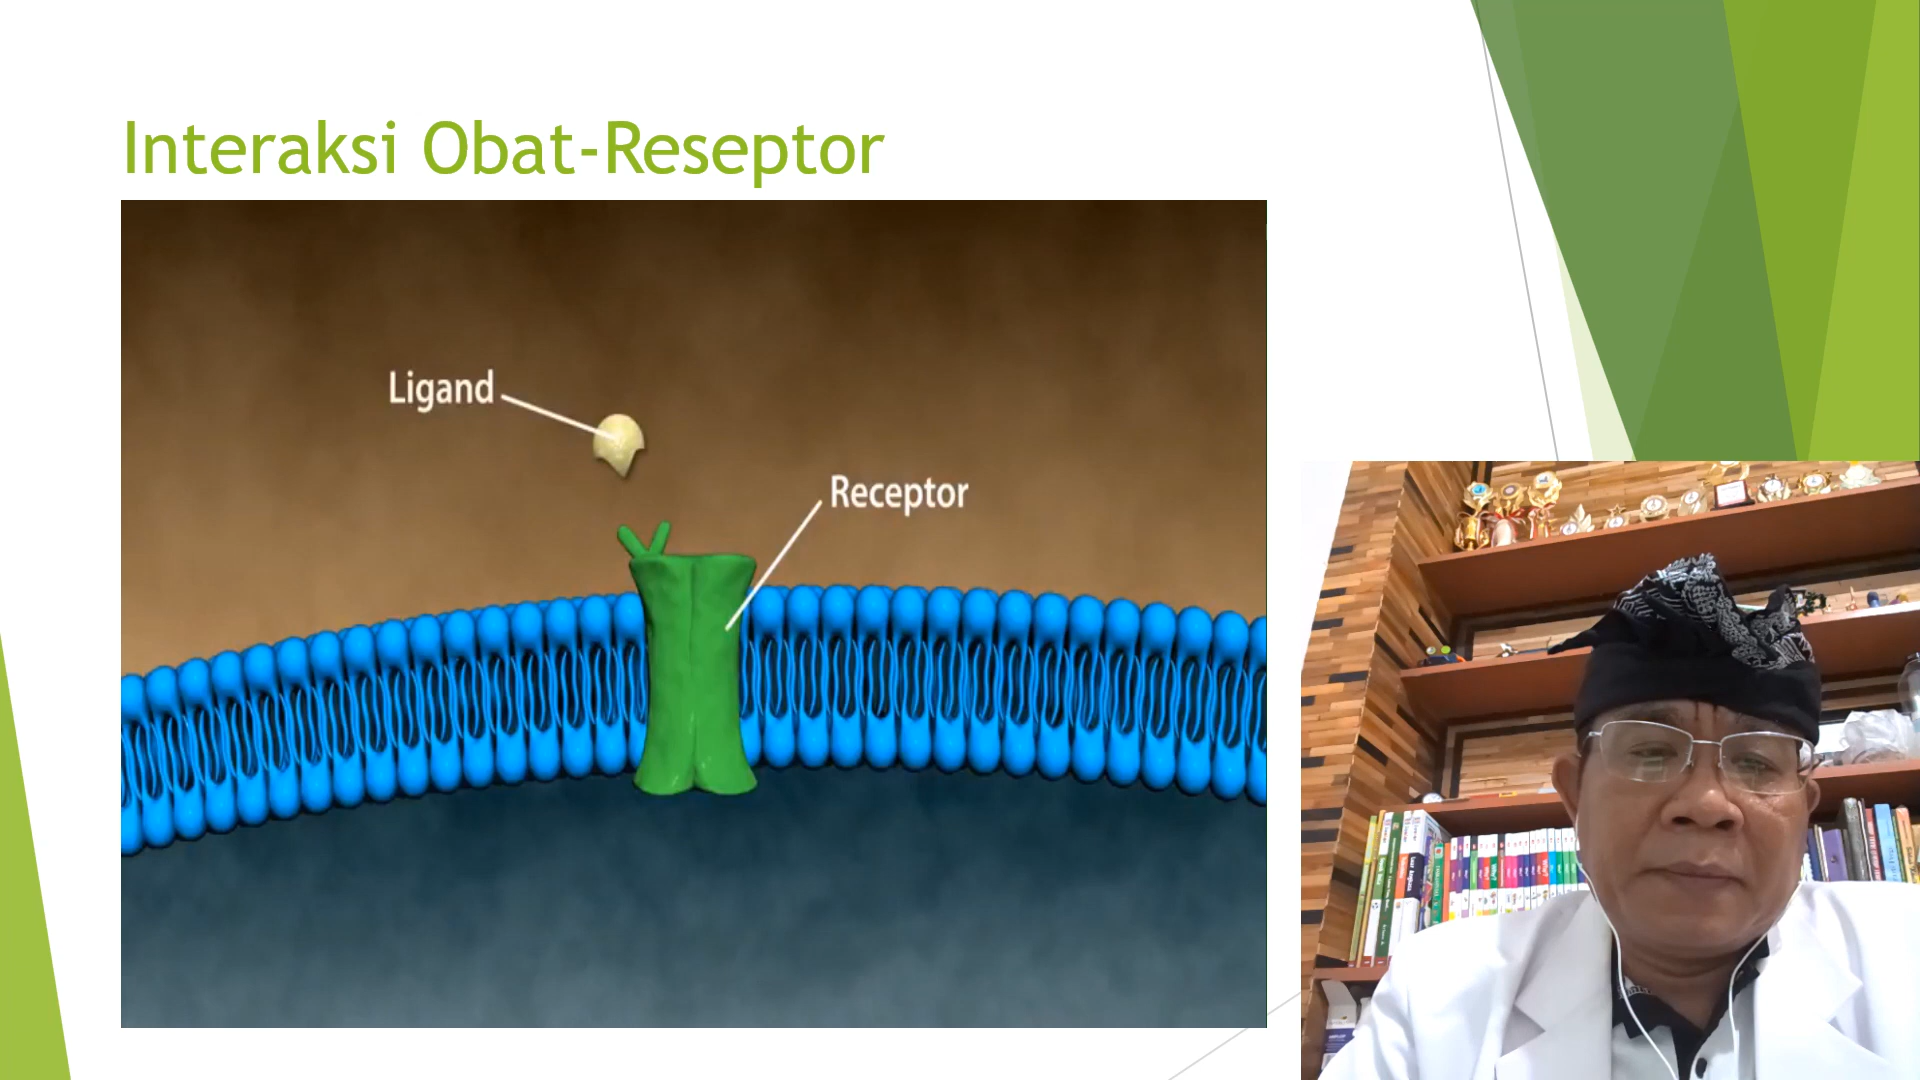 Interaksi Obat-Reseptor
Ligand
Receptor